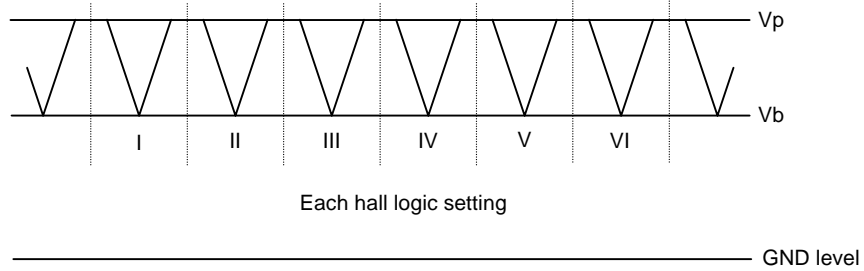 Vp
Vb
I II III IV V VI
Each hall logic setting
GND level